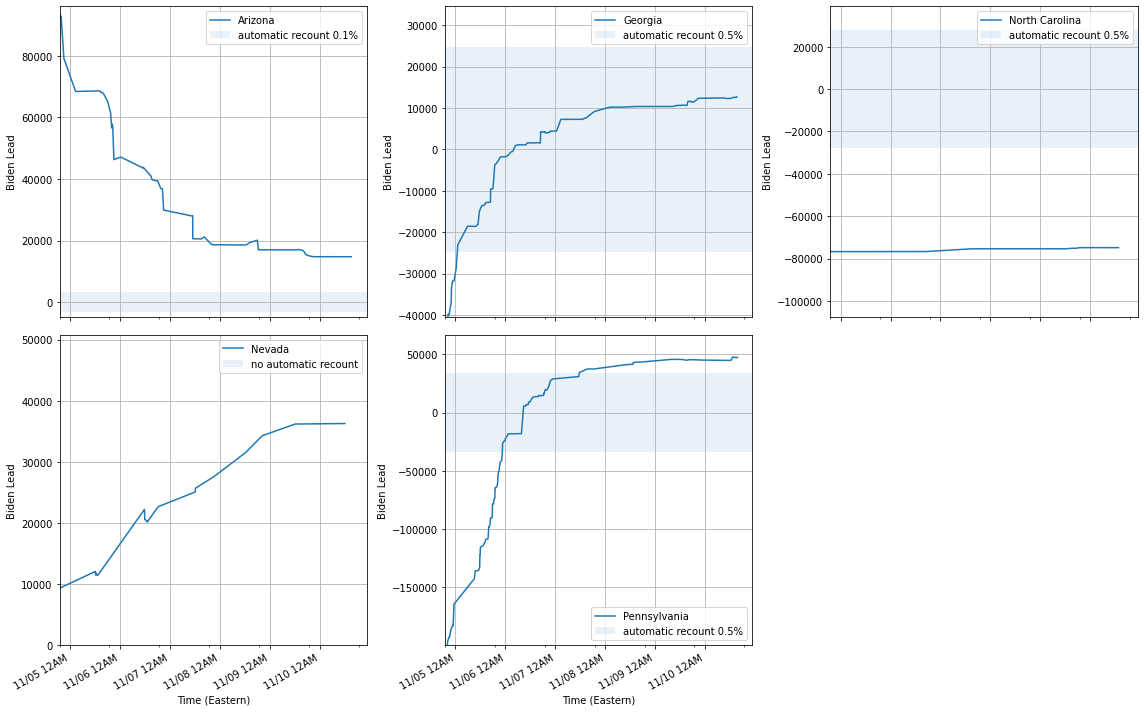 Arizona
automatic recount 0.1%
80000
60000
40000
20000
0
Biden Lead
Georgia
automatic recount 0.5%
30000
20000
10000
0
−10000
−20000
−30000
−40000
Biden Lead
North Carolina
automatic recount 0.5%
20000
0
−20000
−40000
−60000
−80000
−100000
Biden Lead
Nevada
no automatic recount
50000
40000
30000
20000
10000
0
Biden Lead
11/05 12AM
11/06 12AM
11/07 12AM
11/08 12AM
11/09 12AM
11/10 12AM
Time (Eastern)
50000
0
−50000
−100000
−150000
Biden Lead
Pennsylvania
automatic recount 0.5%
11/05 12AM
11/06 12AM
11/07 12AM
11/08 12AM
11/09 12AM
11/10 12AM
Time (Eastern)